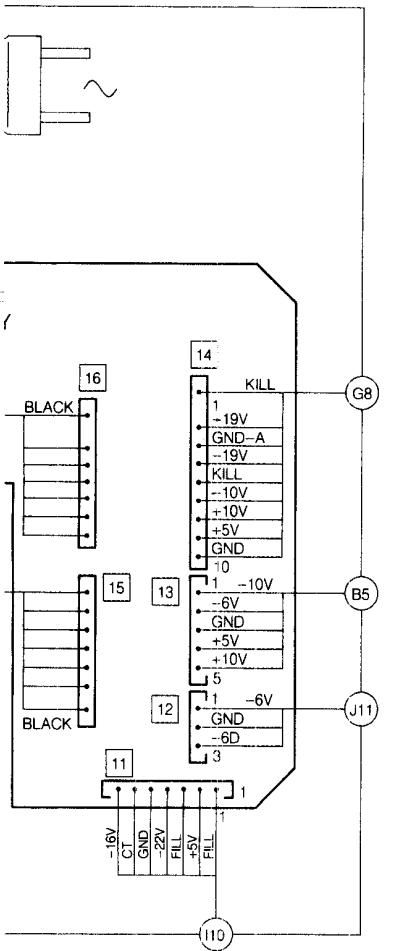 14
KILL
16
G8
BLACK
1
+19V
GND-A
-19V
KILL
-10V
+10V
+5V
GND
10
15
13
1
-10V
B5
-6V
GND
+5V
+10V
5
12
1
-6V
J11
GND
-6D
3
BLACK
11
1
1
-16V
CT
GND
-22V
FILL
+5V
FILL
I10